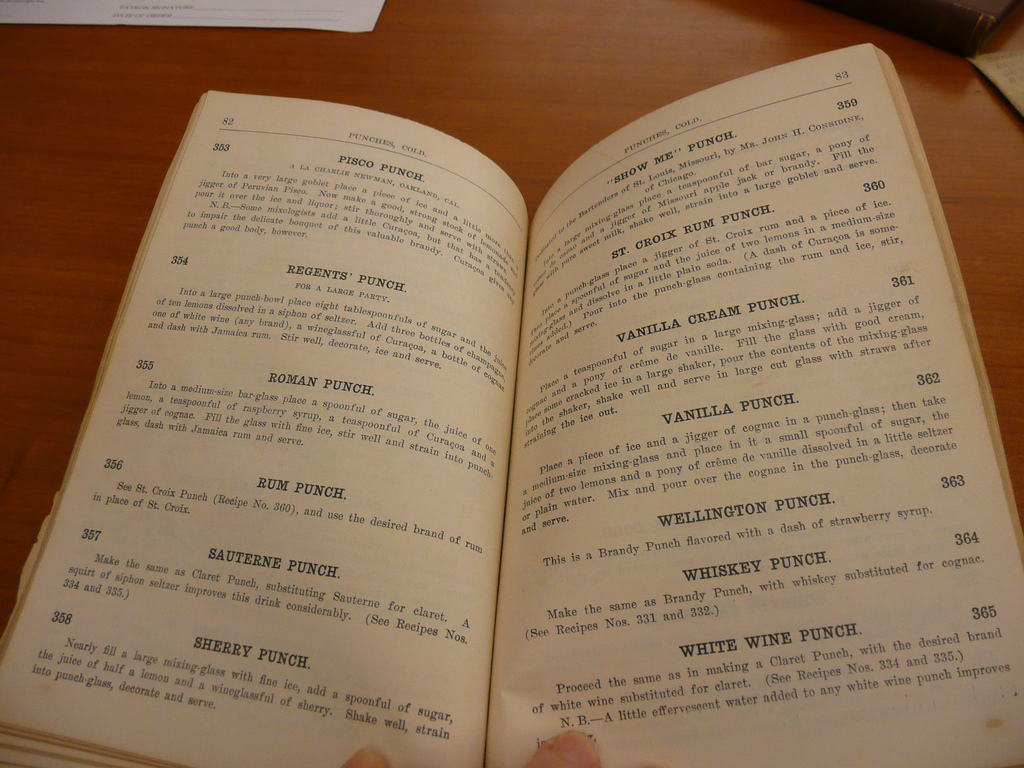 PATRON SIGNATURE
DATE OF ORDER
82
PUNCHES, COLD.
353
PISCO PUNCH.
A LA CHARLIE NEWMAN, OAKLAND, CAL.
Into a very large goblet place a piece of ice and a little more than
jigger of Peruvian Pisco. Now make a good, strong stock of lemonade
pour it over the ice and liquor; stir thoroughly and serve with straws.
N. B.—Some mixologists add a little Curaçoa, but that has a tendency
to impair the delicate bouquet of this valuable brandy. Curaçoa gives
punch a good body, however.
354
REGENTS' PUNCH.
FOR A LARGE PARTY.
Into a large punch-bowl place eight tablespoonfuls of sugar and the juice
of ten lemons dissolved in a siphon of seltzer. Add three bottles of champagne,
one of white wine (any brand), a wineglassful of Curaçoa, a bottle of cognac
and dash with Jamaica rum. Stir well, decorate, ice and serve.
355
ROMAN PUNCH.
Into a medium-size bar-glass place a spoonful of sugar, the juice of one
lemon, a teaspoonful of raspberry syrup, a teaspoonful of Curaçoa and a
jigger of cognac. Fill the glass with fine ice, stir well and strain into punch-
glass, dash with Jamaica rum and serve.
356
RUM PUNCH.
See St. Croix Punch (Recipe No. 360), and use the desired brand of rum
in place of St. Croix.
357
SAUTERNE PUNCH.
Make the same as Claret Punch, substituting Sauterne for claret. A
squirt of siphon seltzer improves this drink considerably. (See Recipes Nos.
334 and 335.)
358
SHERRY PUNCH.
Nearly fill a large mixing-glass with fine ice, add a spoonful of sugar,
the juice of half a lemon and a wineglassful of sherry. Shake well, strain
into punch-glass, decorate and serve.
83
PUNCHES, COLD.
359
"SHOW ME" PUNCH.
the Bartenders of St. Louis, Missouri, by MR. JOHN H. CONSIDINE,
of Chicago.
Into a large mixing-glass place a teaspoonful of bar sugar, a pony of
de cacao and a jigger of Missouri apple jack or brandy. Fill the
glass with pure sweet milk, shake well, strain into a large goblet and serve.
360
ST. CROIX RUM PUNCH.
Into a punch-glass place a jigger of St. Croix rum and a piece of ice.
then place a spoonful of sugar and the juice of two lemons in a medium-size
mixing-glass and dissolve in a little plain soda. (A dash of Curaçoa is some-
times added.) Pour into the punch-glass containing the rum and ice, stir,
decorate and serve.
361
VANILLA CREAM PUNCH.
Place a teaspoonful of sugar in a large mixing-glass; add a jigger of
cognac and a pony of crême de vanille. Fill the glass with good cream,
place some cracked ice in a large shaker, pour the contents of the mixing-glass
into the shaker, shake well and serve in large cut glass with straws after
straining the ice out.
362
VANILLA PUNCH.
Place a piece of ice and a jigger of cognac in a punch-glass; then take
a medium-size mixing-glass and place in it a small spoonful of sugar, the
juice of two lemons and a pony of crême de vanille dissolved in a little seltzer
or plain water. Mix and pour over the cognac in the punch-glass, decorate
and serve.
363
WELLINGTON PUNCH.
This is a Brandy Punch flavored with a dash of strawberry syrup.
364
WHISKEY PUNCH.
Make the same as Brandy Punch, with whiskey substituted for cognac.
(See Recipes Nos. 331 and 332.)
365
WHITE WINE PUNCH.
Proceed the same as in making a Claret Punch, with the desired brand
of white wine substituted for claret. (See Recipes Nos. 334 and 335.)
N. B.—A little effervescent water added to any white wine punch improves